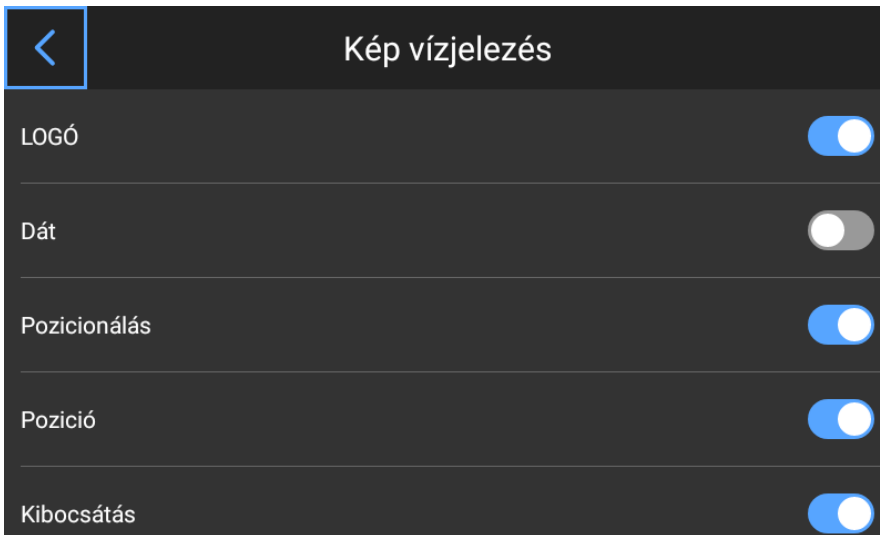 Kép vízjelezés
LOGÓ
Dát
Pozicionálás
Pozició
Kibocsátás